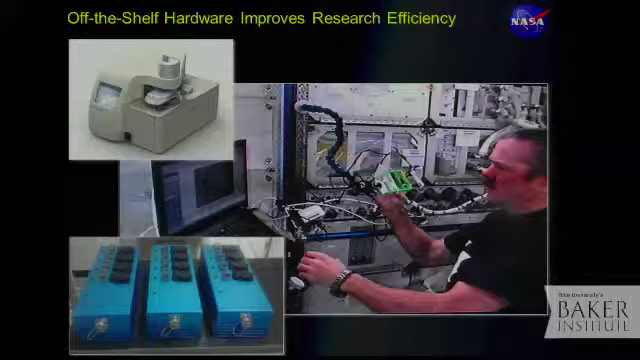 Off-the-Shelf Hardware Improves Research Efficiency
NASA
Rice University's
BAKER
INSTITUTE